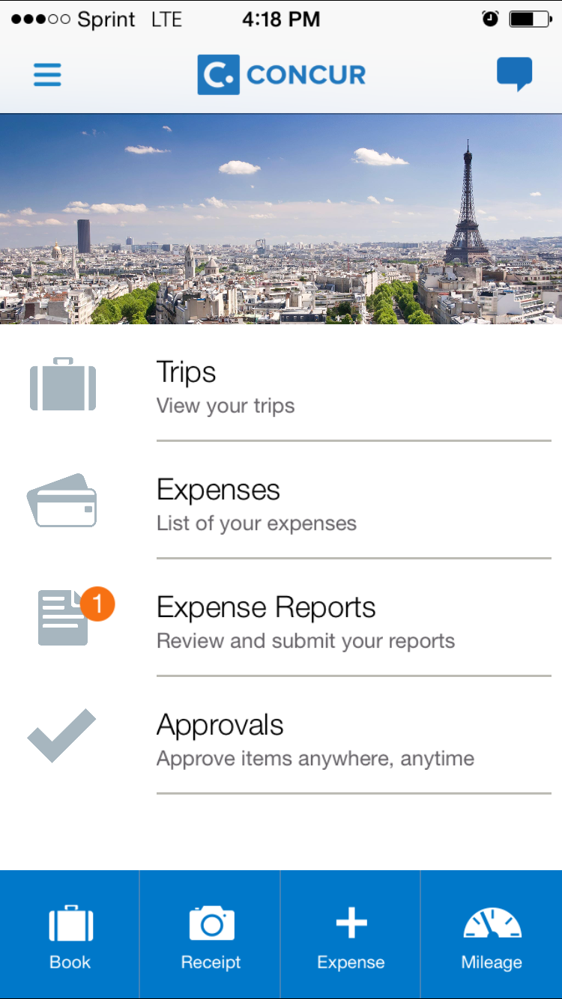 Sprint LTE 4:18 PM
C. CONCUR
Trips
View your trips
Expenses
List of your expenses
1
Expense Reports
Review and submit your reports
Approvals
Approve items anywhere, anytime
Book Receipt Expense Mileage